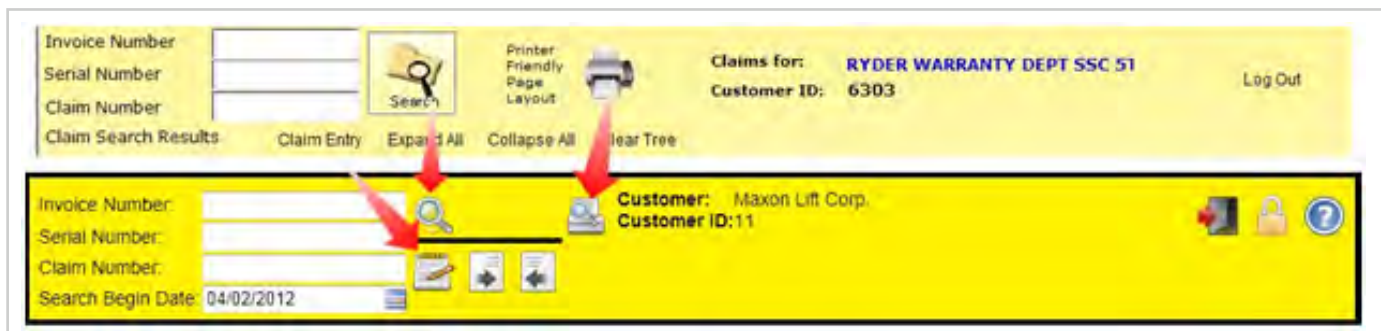 Invoice Number
Serial Number
Claim Number
Search
Printer
Friendly
Page
Layout
Claims for: RYDER WARRANTY DEPT SSC 51
Customer ID: 6303
Log Out
Claim Search Results Claim Entry Expand All Collapse All Clear Tree
Invoice Number:
Serial Number:
Claim Number:
Search Begin Date: 04/02/2012
Customer: Maxon Lift Corp.
Customer ID:11